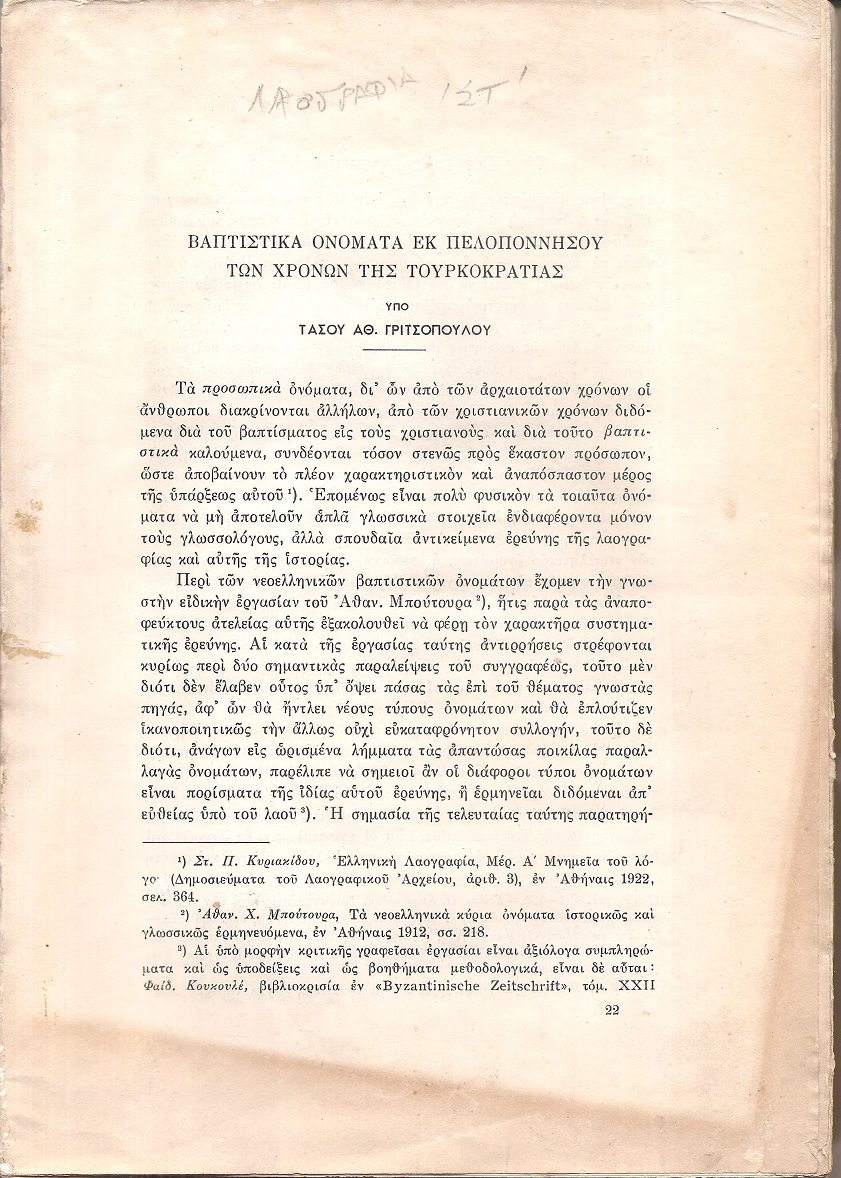 ΛΑΟΓΡΑΦΙΑ 'ΣΤ'
ΒΑΠΤΙΣΤΙΚΑ ΟΝΟΜΑΤΑ ΕΚ ΠΕΛΟΠΟΝΝΗΣΟΥ
ΤΩΝ ΧΡΟΝΩΝ ΤΗΣ ΤΟΥΡΚΟΚΡΑΤΙΑΣ
ΥΠΟ
ΤΑΣΟΥ ΑΘ. ΓΡΙΤΣΟΠΟΥΛΟΥ
Τὰ προσωπικὰ ὀνόματα, δι’ ὧν ἀπὸ τῶν ἀρχαιοτάτων χρόνων οἱ
ἄνθρωποι διακρίνονται ἀλλήλων, ἀπὸ τῶν χριστιανικῶν χρόνων διδό-
μενα διὰ τοῦ βαπτίσματος εἰς τοὺς χριστιανοὺς καὶ διὰ τοῦτο βαπτι-
στικὰ καλούμενα, συνδέονται τόσον στενῶς πρὸς ἕκαστον πρόσωπον,
ὥστε ἀποβαίνουν τὸ πλέον χαρακτηριστικὸν καὶ ἀναπόσπαστον μέρος
τῆς ὑπάρξεως αὐτοῦ ¹). Ἑπομένως εἶναι πολὺ φυσικὸν τὰ τοιαῦτα ὀνό-
ματα νὰ μὴ ἀποτελοῦν ἁπλᾶ γλωσσικὰ στοιχεῖα ἐνδιαφέροντα μόνον
τοὺς γλωσσολόγους, ἀλλὰ σπουδαῖα ἀντικείμενα ἐρεύνης τῆς λαογρα-
φίας καὶ αὐτῆς τῆς ἱστορίας.
Περὶ τῶν νεοελληνικῶν βαπτιστικῶν ὀνομάτων ἔχομεν τὴν γνω-
στὴν εἰδικὴν ἐργασίαν τοῦ Ἀθαν. Μπούτουρα ²), ἥτις παρὰ τὰς ἀναπο-
φεύκτους ἀτελείας αὐτῆς ἐξακολουθεῖ νὰ φέρῃ τὸν χαρακτῆρα συστημα-
τικῆς ἐρεύνης. Αἱ κατὰ τῆς ἐργασίας ταύτης ἀντιρρήσεις στρέφονται
κυρίως περὶ δύο σημαντικὰς παραλείψεις τοῦ συγγραφέως, τοῦτο μὲν
διότι δὲν ἔλαβεν οὗτος ὑπ’ ὄψει πάσας τὰς ἐπὶ τοῦ θέματος γνωστὰς
πηγάς, ἀφ’ ὧν θὰ ἤντλει νέους τύπους ὀνομάτων καὶ θὰ ἐπλούτιζεν
ἱκανοποιητικῶς τὴν ἄλλως οὐχὶ εὐκαταφρόνητον συλλογήν, τοῦτο δὲ
διότι, ἀνάγων εἰς ὡρισμένα λήμματα τὰς ἀπαντώσας ποικίλας παραλ-
λαγὰς ὀνομάτων, παρέλιπε νὰ σημειοῖ ἂν οἱ διάφοροι τύποι ὀνομάτων
εἶναι πορίσματα τῆς ἰδίας αὐτοῦ ἐρεύνης, ἢ ἑρμηνεῖαι διδόμεναι ἀπ’
εὐθείας ὑπὸ τοῦ λαοῦ ³). Ἡ σημασία τῆς τελευταίας ταύτης παρατηρή-
¹) Στ. Π. Κυριακίδου, Ἑλληνικὴ Λαογραφία, Μέρ. Α΄ Μνημεῖα τοῦ λό-
γο (Δημοσιεύματα τοῦ Λαογραφικοῦ Ἀρχείου, ἀριθ. 3), ἐν Ἀθήναις 1922,
σελ. 364.
²) Ἀθαν. Χ. Μπούτουρα, Τὰ νεοελληνικὰ κύρια ὀνόματα ἱστορικῶς καὶ
γλωσσικῶς ἑρμηνευόμενα, ἐν Ἀθήναις 1912, σσ. 218.
³) Αἱ ὑπὸ μορφὴν κριτικῆς γραφεῖσαι ἐργασίαι εἶναι ἀξιόλογα συμπληρώ-
ματα καὶ ὡς ὑποδείξεις καὶ ὡς βοηθήματα μεθοδολογικά, εἶναι δὲ αὗται:
Φαίδ. Κουκουλέ, βιβλιοκρισία ἐν «Byzantinische Zeitschrift», τόμ. XXII
22